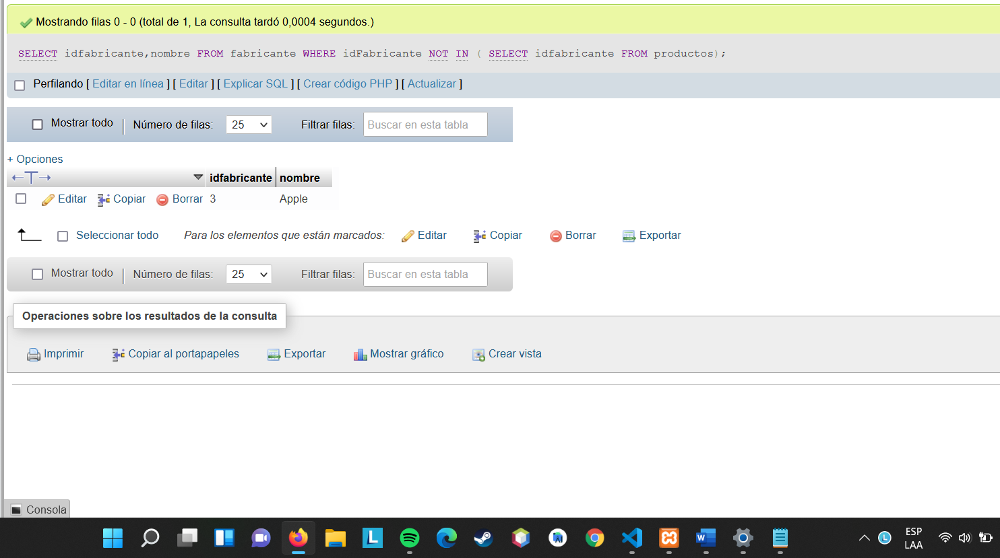 Mostrando filas 0 - 0 (total de 1, La consulta tardó 0,0004 segundos.)
SELECT idfabricante,nombre FROM fabricante WHERE idFabricante NOT IN ( SELECT idfabricante FROM productos);
Perfilando [ Editar en línea ] [ Editar ] [ Explicar SQL ] [ Crear código PHP ] [ Actualizar ]
Mostrar todo | Número de filas: 25 Filtrar filas: Buscar en esta tabla
+ Opciones
←T→ idfabricante nombre
Editar Copiar Borrar 3 Apple
Seleccionar todo Para los elementos que están marcados: Editar Copiar Borrar Exportar
Mostrar todo | Número de filas: 25 Filtrar filas: Buscar en esta tabla
Operaciones sobre los resultados de la consulta
Imprimir Copiar al portapapeles Exportar Mostrar gráfico Crear vista
Consola
L
W
L
ESP
LAA